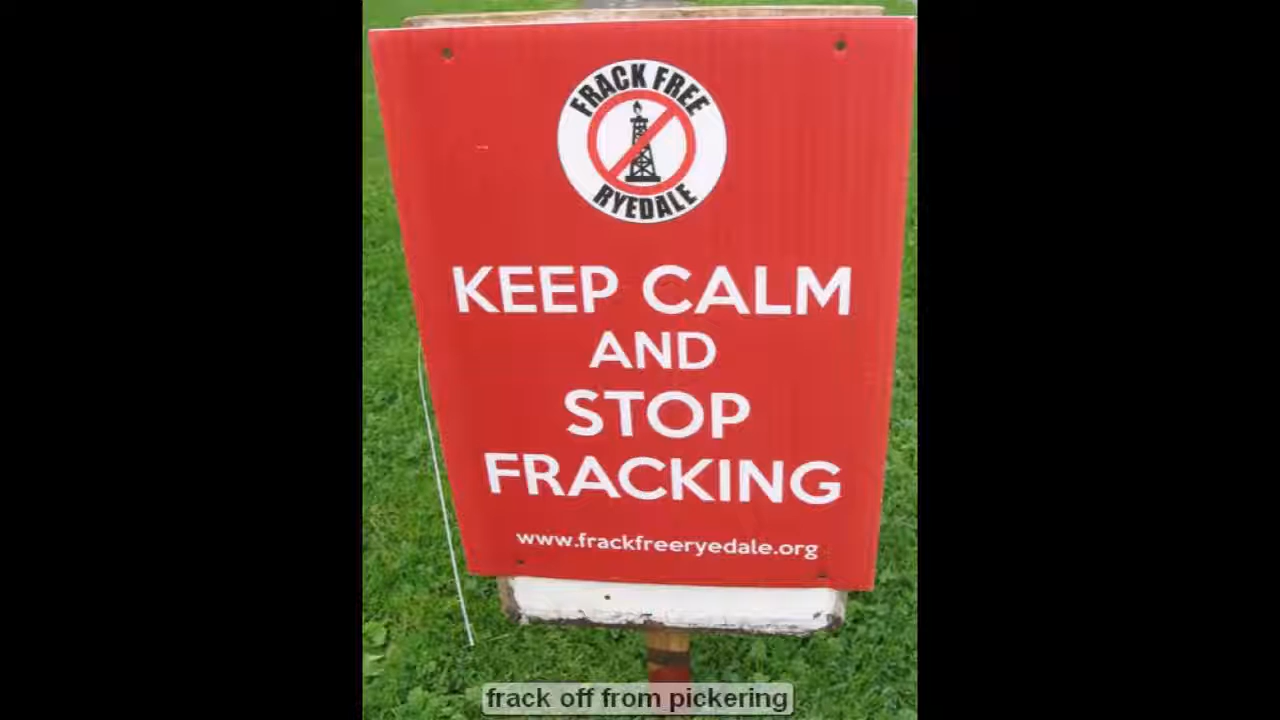 FRACK FREE
RYEDALE
KEEP CALM
AND
STOP
FRACKING
www.frackfreeryedale.org
frack off from pickering